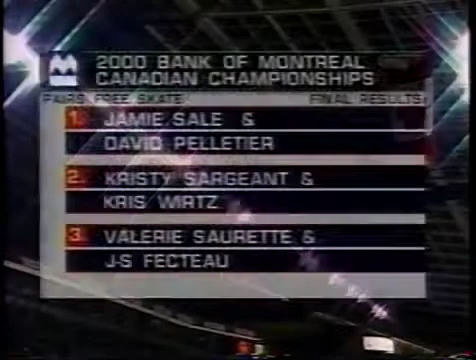 2000 BANK OF MONTREAL
CANADIAN CHAMPIONSHIPS
PAIRS FREE SKATE
FINAL RESULTS
1. JAMIE SALE &
DAVID PELLETIER
2. KRISTY SARGEANT &
KRIS WIRTZ
3. VALERIE SAURETTE &
J-S FECTEAU